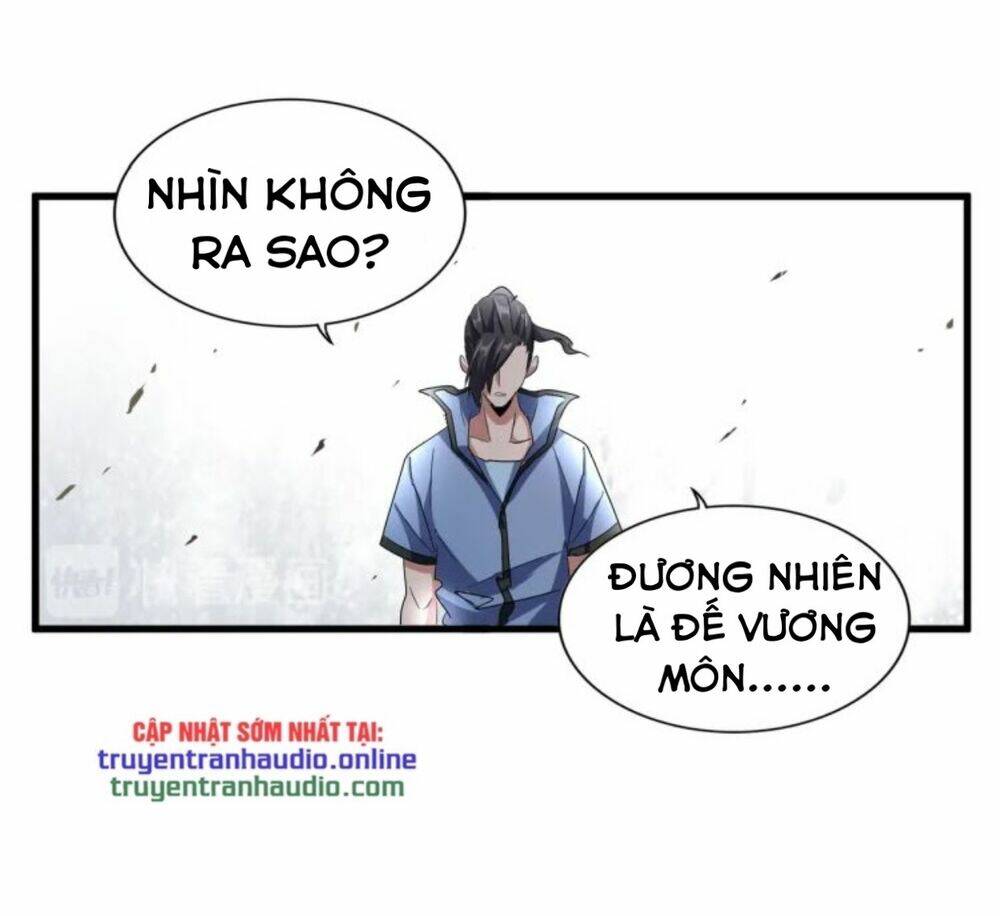 NHÌN KHÔNG
RA SAO?
ĐƯƠNG NHIÊN
LÀ ĐẾ VƯƠNG
MÔN......
CẬP NHẬT SỚM NHẤT TẠI:
truyentranhaudio.online
truyentranhaudio.com